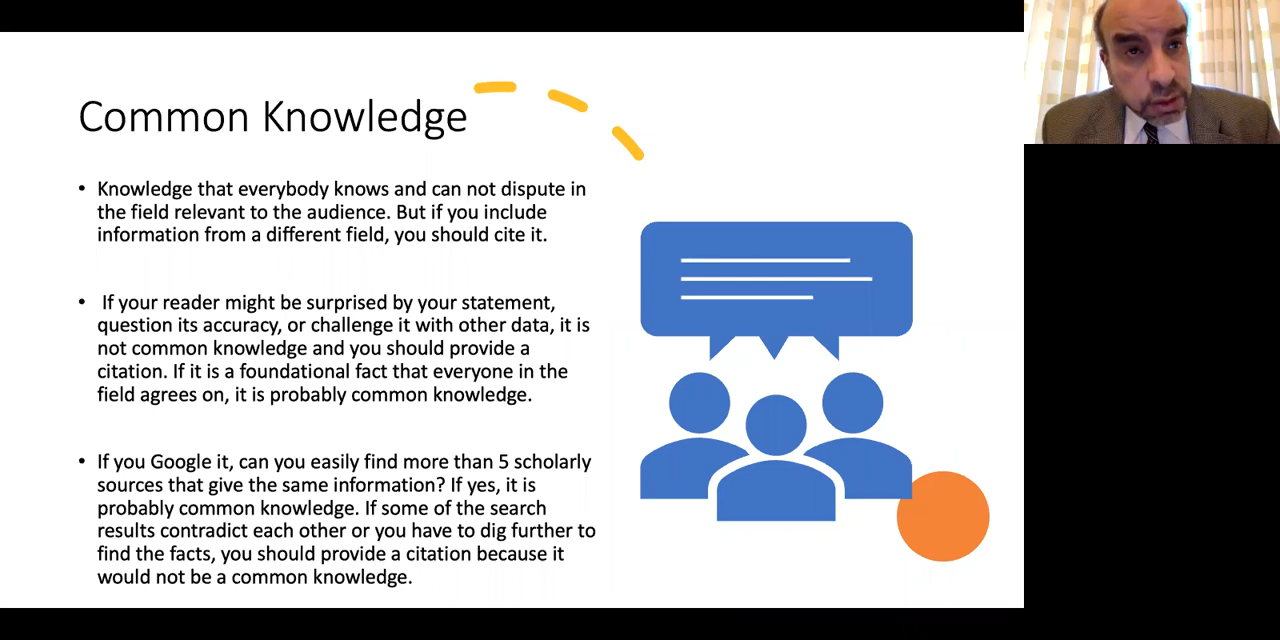 Common Knowledge
• Knowledge that everybody knows and can not dispute in
the field relevant to the audience. But if you include
information from a different field, you should cite it.
• If your reader might be surprised by your statement,
question its accuracy, or challenge it with other data, it is
not common knowledge and you should provide a
citation. If it is a foundational fact that everyone in the
field agrees on, it is probably common knowledge.
• If you Google it, can you easily find more than 5 scholarly
sources that give the same information? If yes, it is
probably common knowledge. If some of the search
results contradict each other or you have to dig further to
find the facts, you should provide a citation because it
would not be a common knowledge.